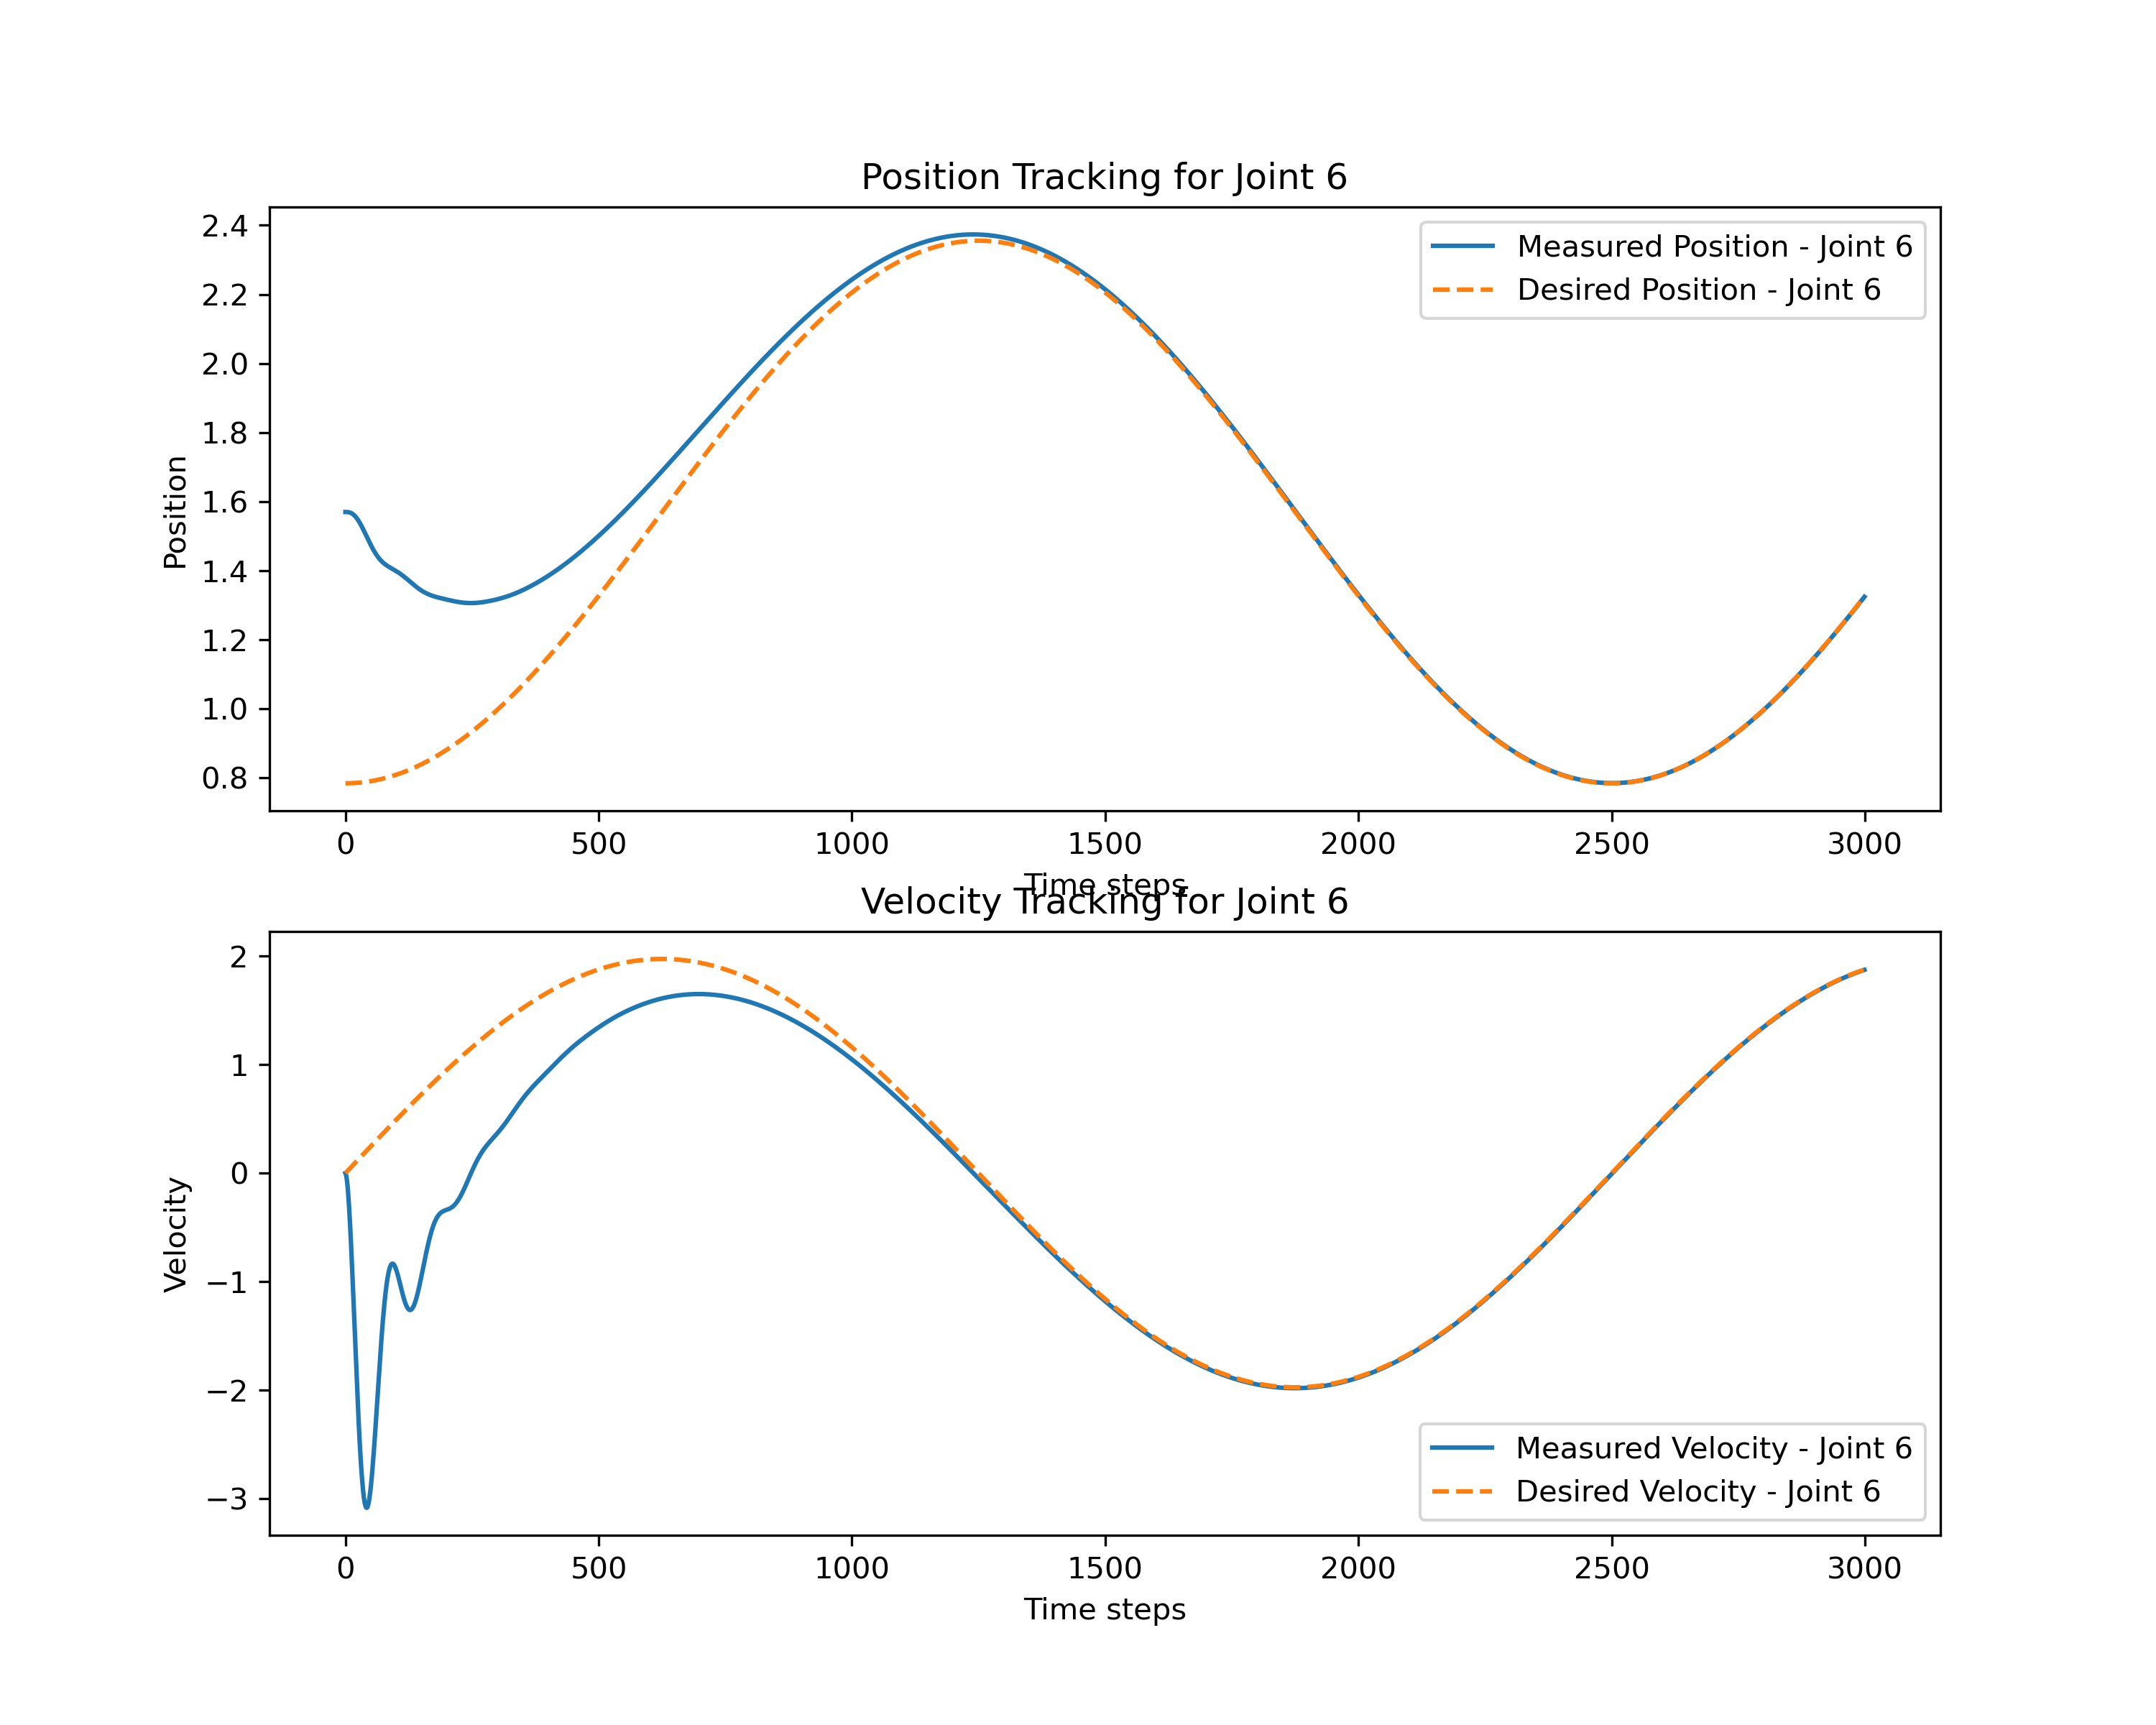 Position Tracking for Joint 6
2.4
2.2
2.0
1.8
1.6
1.4
1.2
1.0
0.8
Position
Measured Position - Joint 6
Desired Position - Joint 6
0 500 1000 1500 2000 2500 3000
Time steps
Velocity Tracking for Joint 6
2
1
0
−1
−2
−3
Velocity
Measured Velocity - Joint 6
Desired Velocity - Joint 6
0 500 1000 1500 2000 2500 3000
Time steps